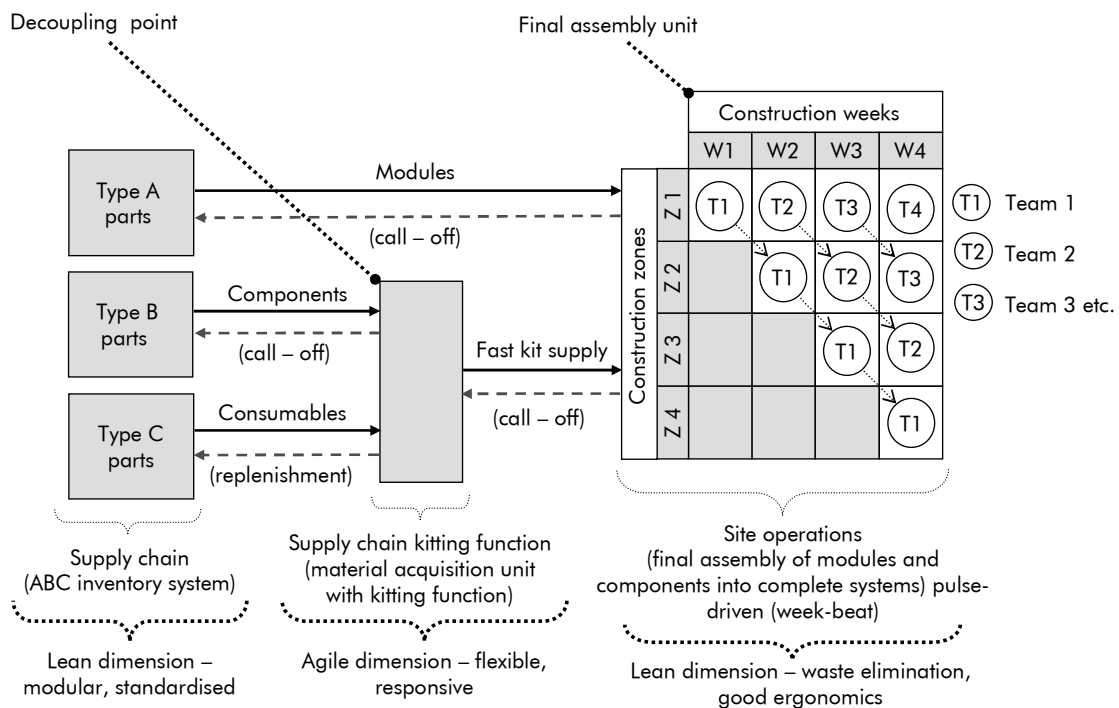 Decoupling point
Final assembly unit
Construction weeks
W1 W2 W3 W4
Type A
parts
Modules
(call – off)
Construction zones
Z 1
T1 T2 T3 T4
T1 Team 1
Z 2
T1 T2 T3
T2 Team 2
T3 Team 3 etc.
Type B
parts
Components
(call – off)
Z 3
T1 T2
Fast kit supply
(call – off)
Type C
parts
Consumables
(replenishment)
Z 4
T1
Supply chain
(ABC inventory system)
Supply chain kitting function
(material acquisition unit
with kitting function)
Site operations
(final assembly of modules and
components into complete systems) pulse-
driven (week-beat)
Lean dimension –
modular, standardised
Agile dimension – flexible,
responsive
Lean dimension – waste elimination,
good ergonomics